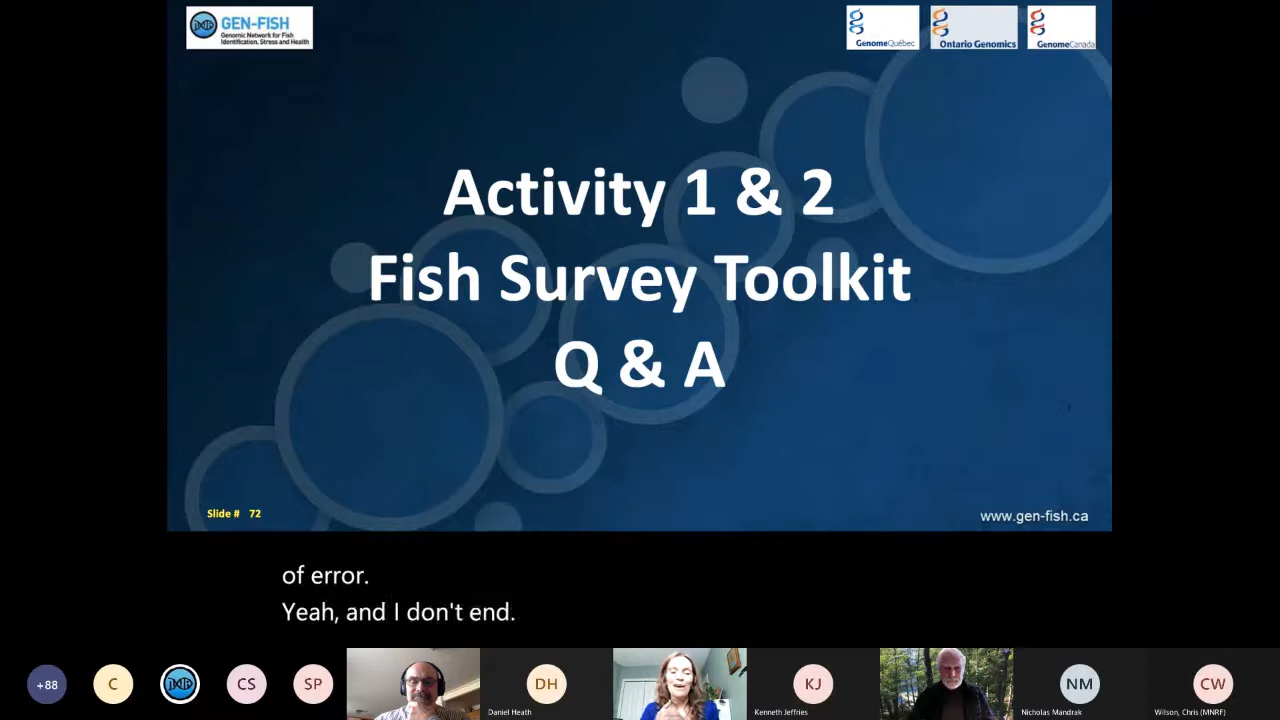 GEN-FISH
Genomic Network for Fish
Identification, Stress and Health
GenomeQuébec
Ontario Genomics
GenomeCanada
Activity 1 & 2
Fish Survey Toolkit
Q & A
Slide # 72
www.gen-fish.ca
of error.
Yeah, and I don't end.
+88
C
CS
SP
DH
Daniel Heath
KJ
Kenneth Jeffries
NM
Nicholas Mandrak
CW
Wilson, Chris (MNRF)